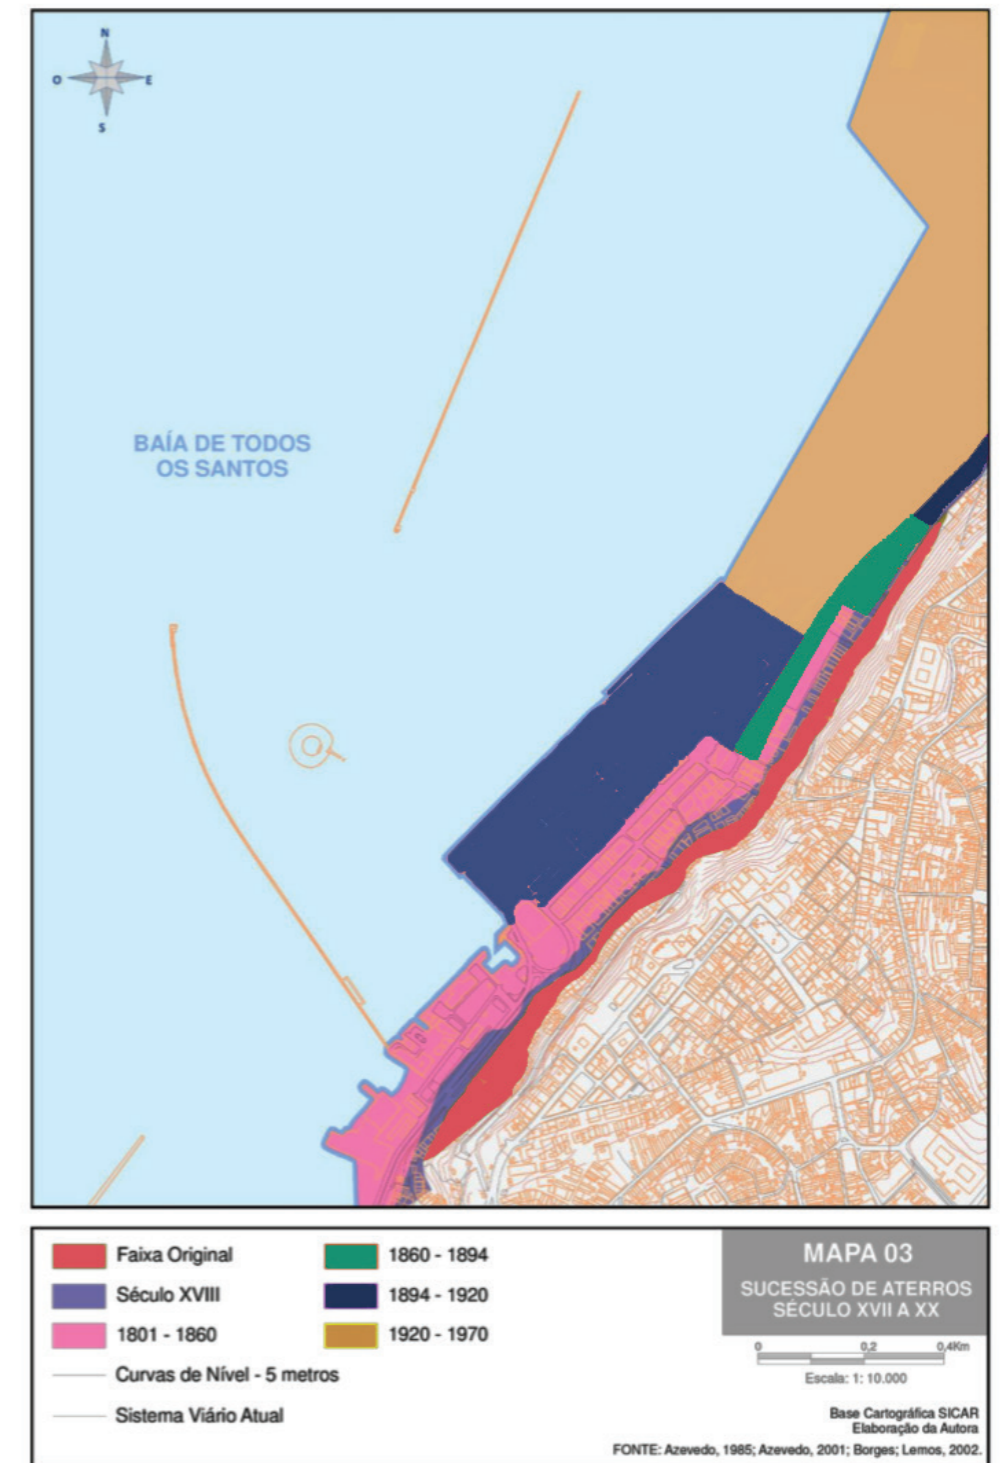 N
O
E
S
BAÍA DE TODOS
OS SANTOS
Faixa Original
Século XVIII
1801 - 1860
1860 - 1894
1894 - 1920
1920 - 1970
Curvas de Nível - 5 metros
Sistema Viário Atual
MAPA 03
SUCESSÃO DE ATERROS
SÉCULO XVII A XX
0 0,2 0,4Km
Escala: 1: 10.000
Base Cartográfica SICAR
Elaboração da Autora
FONTE: Azevedo, 1985; Azevedo, 2001; Borges; Lemos, 2002.